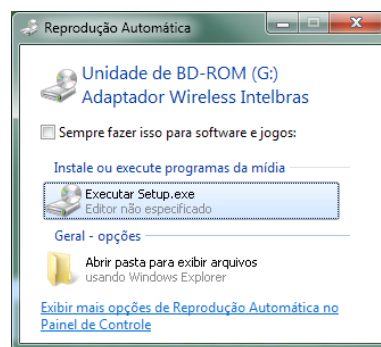 Reprodução Automática
Unidade de BD-ROM (G:)
Adaptador Wireless Intelbras
Sempre fazer isso para software e jogos:
Instale ou execute programas da mídia
Executar Setup.exe
Editor não especificado
Geral - opções
Abrir pasta para exibir arquivos
usando Windows Explorer
Exibir mais opções de Reprodução Automática no
Painel de Controle